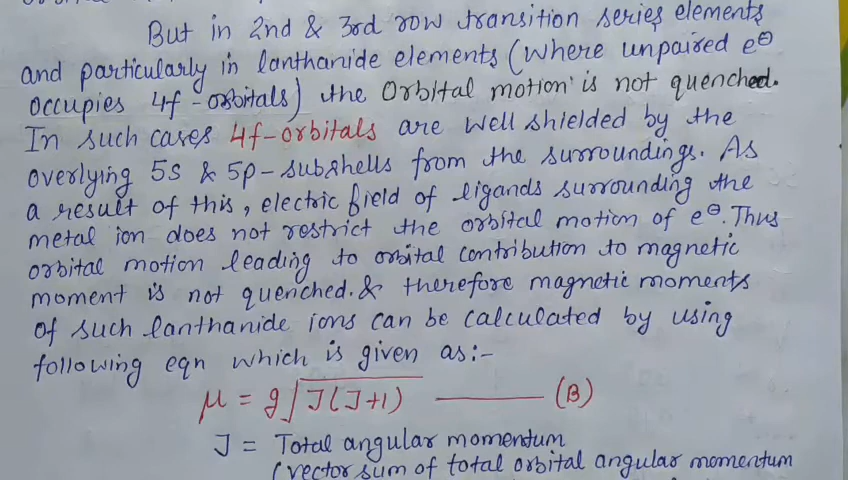 But in 2nd & 3rd row transition series elements
and particularly in lanthanide elements (where unpaired e⊖
occupies 4f-orbitals) the Orbital motion is not quenched.
In such cases 4f-orbitals are well shielded by the
overlying 5s & 5p-subshells from the surroundings. As
a result of this, electric field of ligands surrounding the
metal ion does not restrict the orbital motion of e⊖. Thus
orbital motion leading to orbital contribution to magnetic
moment is not quenched. & therefore magnetic moments
Of such lanthanide ions can be calculated by using
following eqn which is given as:-
μ = g√J(J+1) ——— (B)
J = Total angular momentum
(vector sum of total orbital angular momentum